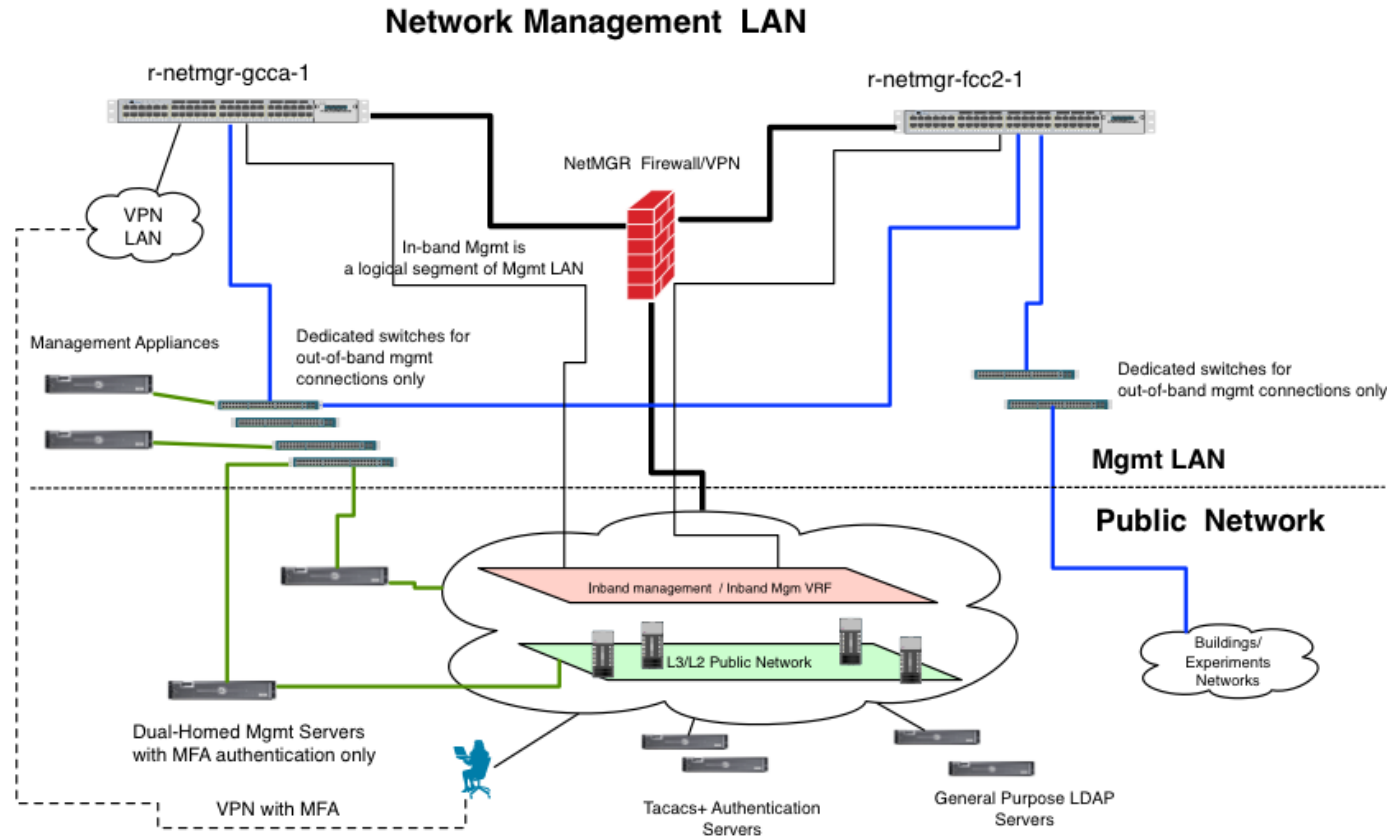 Network Management LAN
r-netmgr-gcca-1
r-netmgr-fcc2-1
NetMGR Firewall/VPN
VPN
LAN
In-band Mgmt is
a logical segment of Mgmt LAN
Management Appliances
Dedicated switches for
out-of-band mgmt
connections only
Dedicated switches for
out-of-band mgmt connections only
Mgmt LAN
Public Network
Inband management / Inband Mgm VRF
L3/L2 Public Network
Buildings/
Experiments
Networks
Dual-Homed Mgmt Servers
with MFA authentication only
VPN with MFA
Tacacs+ Authentication
Servers
General Purpose LDAP
Servers